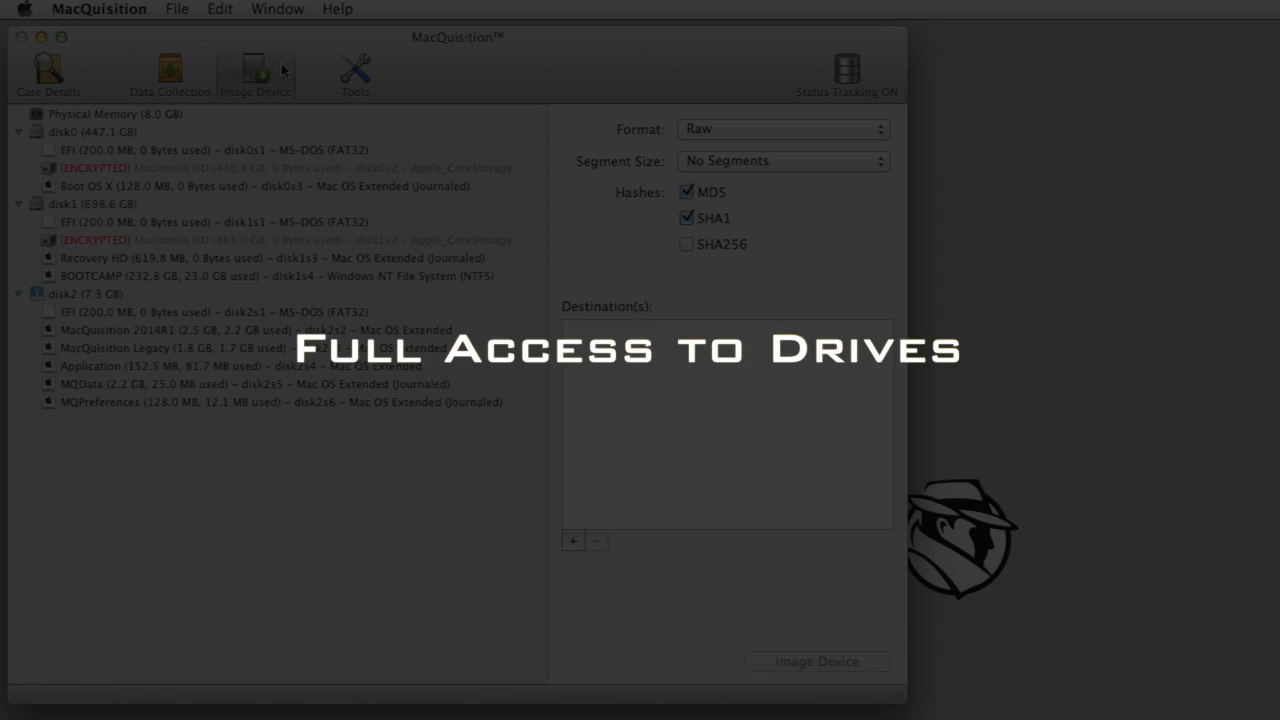 MacQuisition File Edit Window Help
MacQuisition™
Case Details Data Collection Image Device Tools Status Tracking ON
Physical Memory (8.0 GB)
disk0 (447.1 GB)
EFI (200.0 MB, 0 Bytes used) – disk0s1 – MS-DOS (FAT32)
[ENCRYPTED] Macintosh HD (446.8 GB, 0 Bytes used) – disk0s2 – Apple_CoreStorage
Boot OS X (128.0 MB, 0 Bytes used) – disk0s3 – Mac OS Extended (Journaled)
disk1 (698.6 GB)
EFI (200.0 MB, 0 Bytes used) – disk1s1 – MS-DOS (FAT32)
[ENCRYPTED] Macintosh HD (465.0 GB, 0 Bytes used) – disk1s2 – Apple_CoreStorage
Recovery HD (619.8 MB, 0 Bytes used) – disk1s3 – Mac OS Extended (Journaled)
BOOTCAMP (232.8 GB, 23.0 GB used) – disk1s4 – Windows NT File System (NTFS)
disk2 (7.3 GB)
EFI (200.0 MB, 0 Bytes used) – disk2s1 – MS-DOS (FAT32)
MacQuisition 2014R1 (2.5 GB, 2.2 GB used) – disk2s2 – Mac OS Extended
MacQuisition Legacy (1.8 GB, 1.7 GB used)
Application (152.5 MB, 81.7 MB used) – disk2s4 – Mac OS Extended
MQData (2.2 GB, 25.0 MB used) – disk2s5 – Mac OS Extended (Journaled)
MQPreferences (128.0 MB, 12.1 MB used) – disk2s6 – Mac OS Extended (Journaled)
Format: Raw
Segment Size: No Segments
Hashes: MD5
SHA1
SHA256
Destination(s):
Full Access to Drives
+ –
Image Device